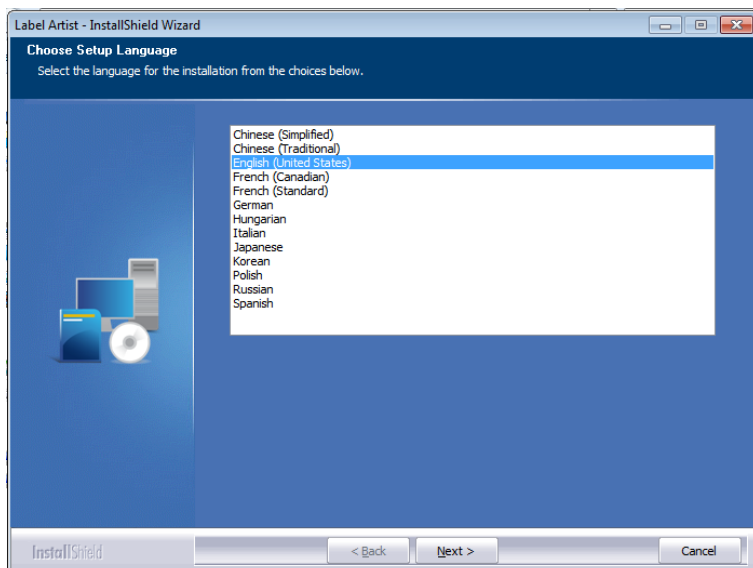 Label Artist - InstallShield Wizard
Choose Setup Language
Select the language for the installation from the choices below.
Chinese (Simplified)
Chinese (Traditional)
English (United States)
French (Canadian)
French (Standard)
German
Hungarian
Italian
Japanese
Korean
Polish
Russian
Spanish
InstallShield
< Back
Next >
Cancel